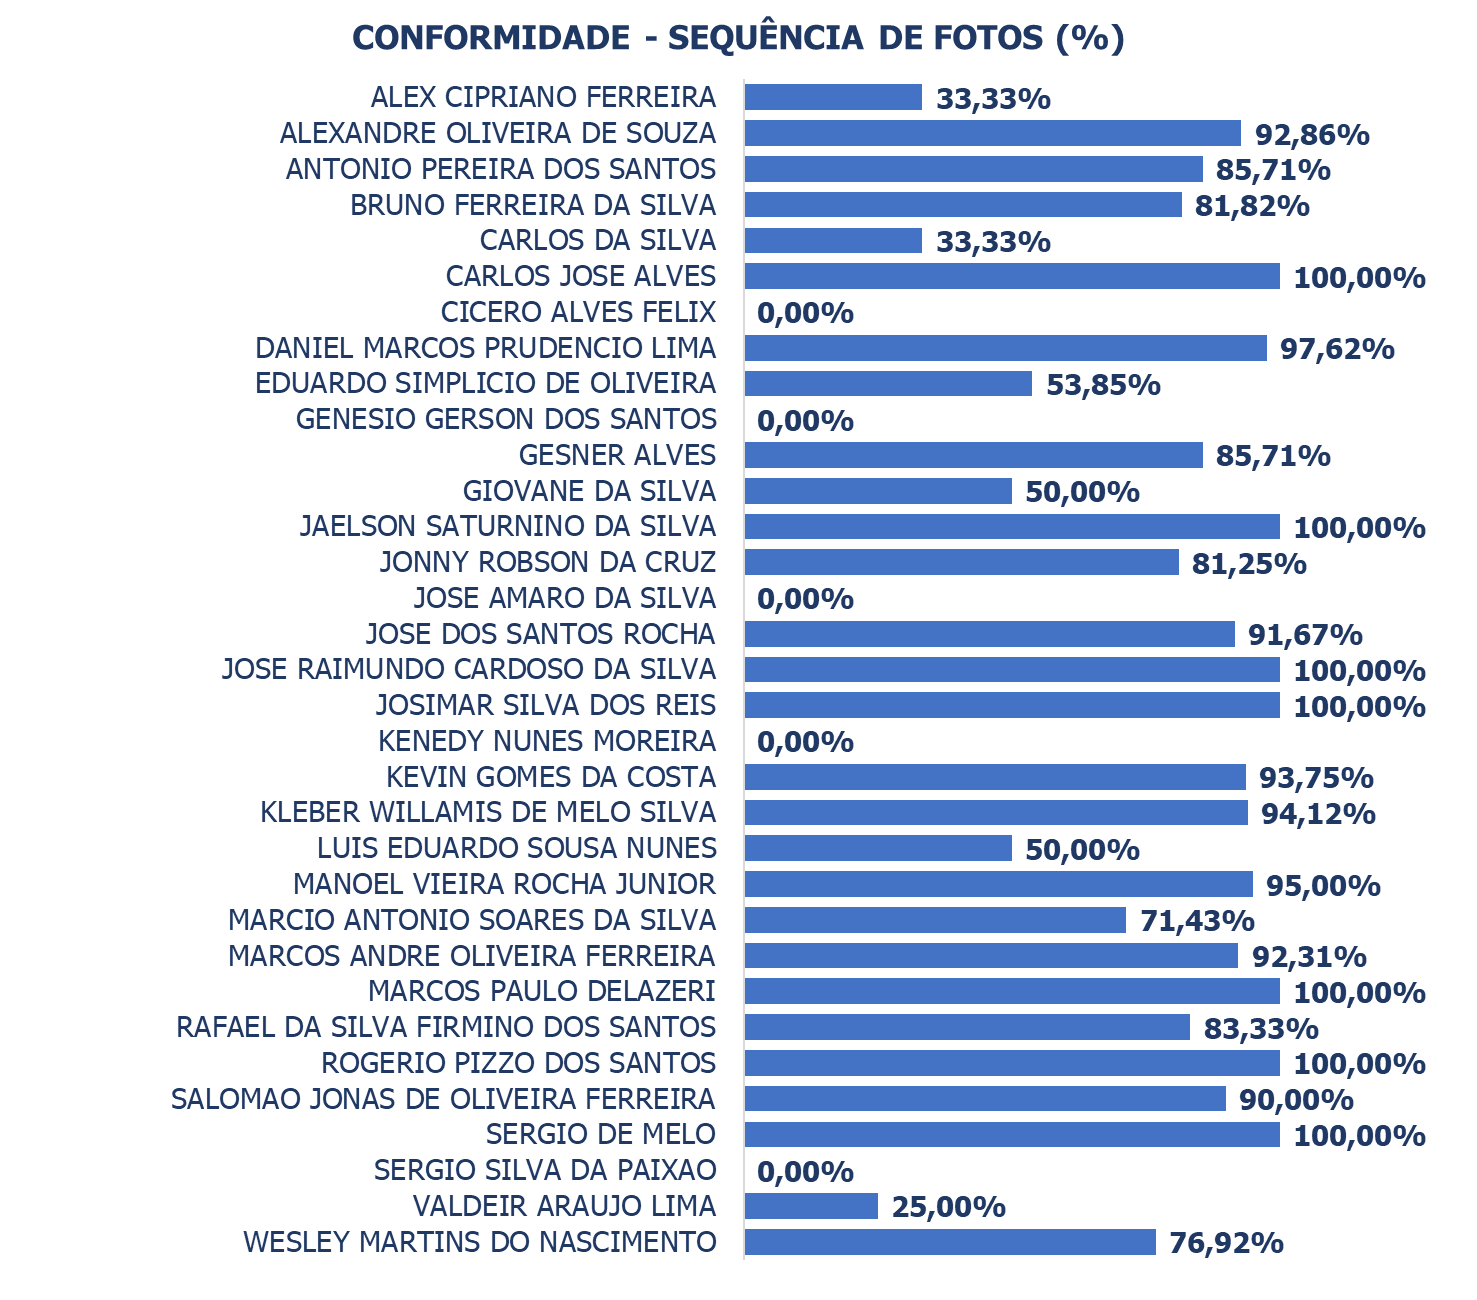 CONFORMIDADE - SEQUÊNCIA DE FOTOS (%)
ALEX CIPRIANO FERREIRA 33,33%
ALEXANDRE OLIVEIRA DE SOUZA 92,86%
ANTONIO PEREIRA DOS SANTOS 85,71%
BRUNO FERREIRA DA SILVA 81,82%
CARLOS DA SILVA 33,33%
CARLOS JOSE ALVES 100,00%
CICERO ALVES FELIX 0,00%
DANIEL MARCOS PRUDENCIO LIMA 97,62%
EDUARDO SIMPLICIO DE OLIVEIRA 53,85%
GENESIO GERSON DOS SANTOS 0,00%
GESNER ALVES 85,71%
GIOVANE DA SILVA 50,00%
JAELSON SATURNINO DA SILVA 100,00%
JONNY ROBSON DA CRUZ 81,25%
JOSE AMARO DA SILVA 0,00%
JOSE DOS SANTOS ROCHA 91,67%
JOSE RAIMUNDO CARDOSO DA SILVA 100,00%
JOSIMAR SILVA DOS REIS 100,00%
KENEDY NUNES MOREIRA 0,00%
KEVIN GOMES DA COSTA 93,75%
KLEBER WILLAMIS DE MELO SILVA 94,12%
LUIS EDUARDO SOUSA NUNES 50,00%
MANOEL VIEIRA ROCHA JUNIOR 95,00%
MARCIO ANTONIO SOARES DA SILVA 71,43%
MARCOS ANDRE OLIVEIRA FERREIRA 92,31%
MARCOS PAULO DELAZERI 100,00%
RAFAEL DA SILVA FIRMINO DOS SANTOS 83,33%
ROGERIO PIZZO DOS SANTOS 100,00%
SALOMAO JONAS DE OLIVEIRA FERREIRA 90,00%
SERGIO DE MELO 100,00%
SERGIO SILVA DA PAIXAO 0,00%
VALDEIR ARAUJO LIMA 25,00%
WESLEY MARTINS DO NASCIMENTO 76,92%